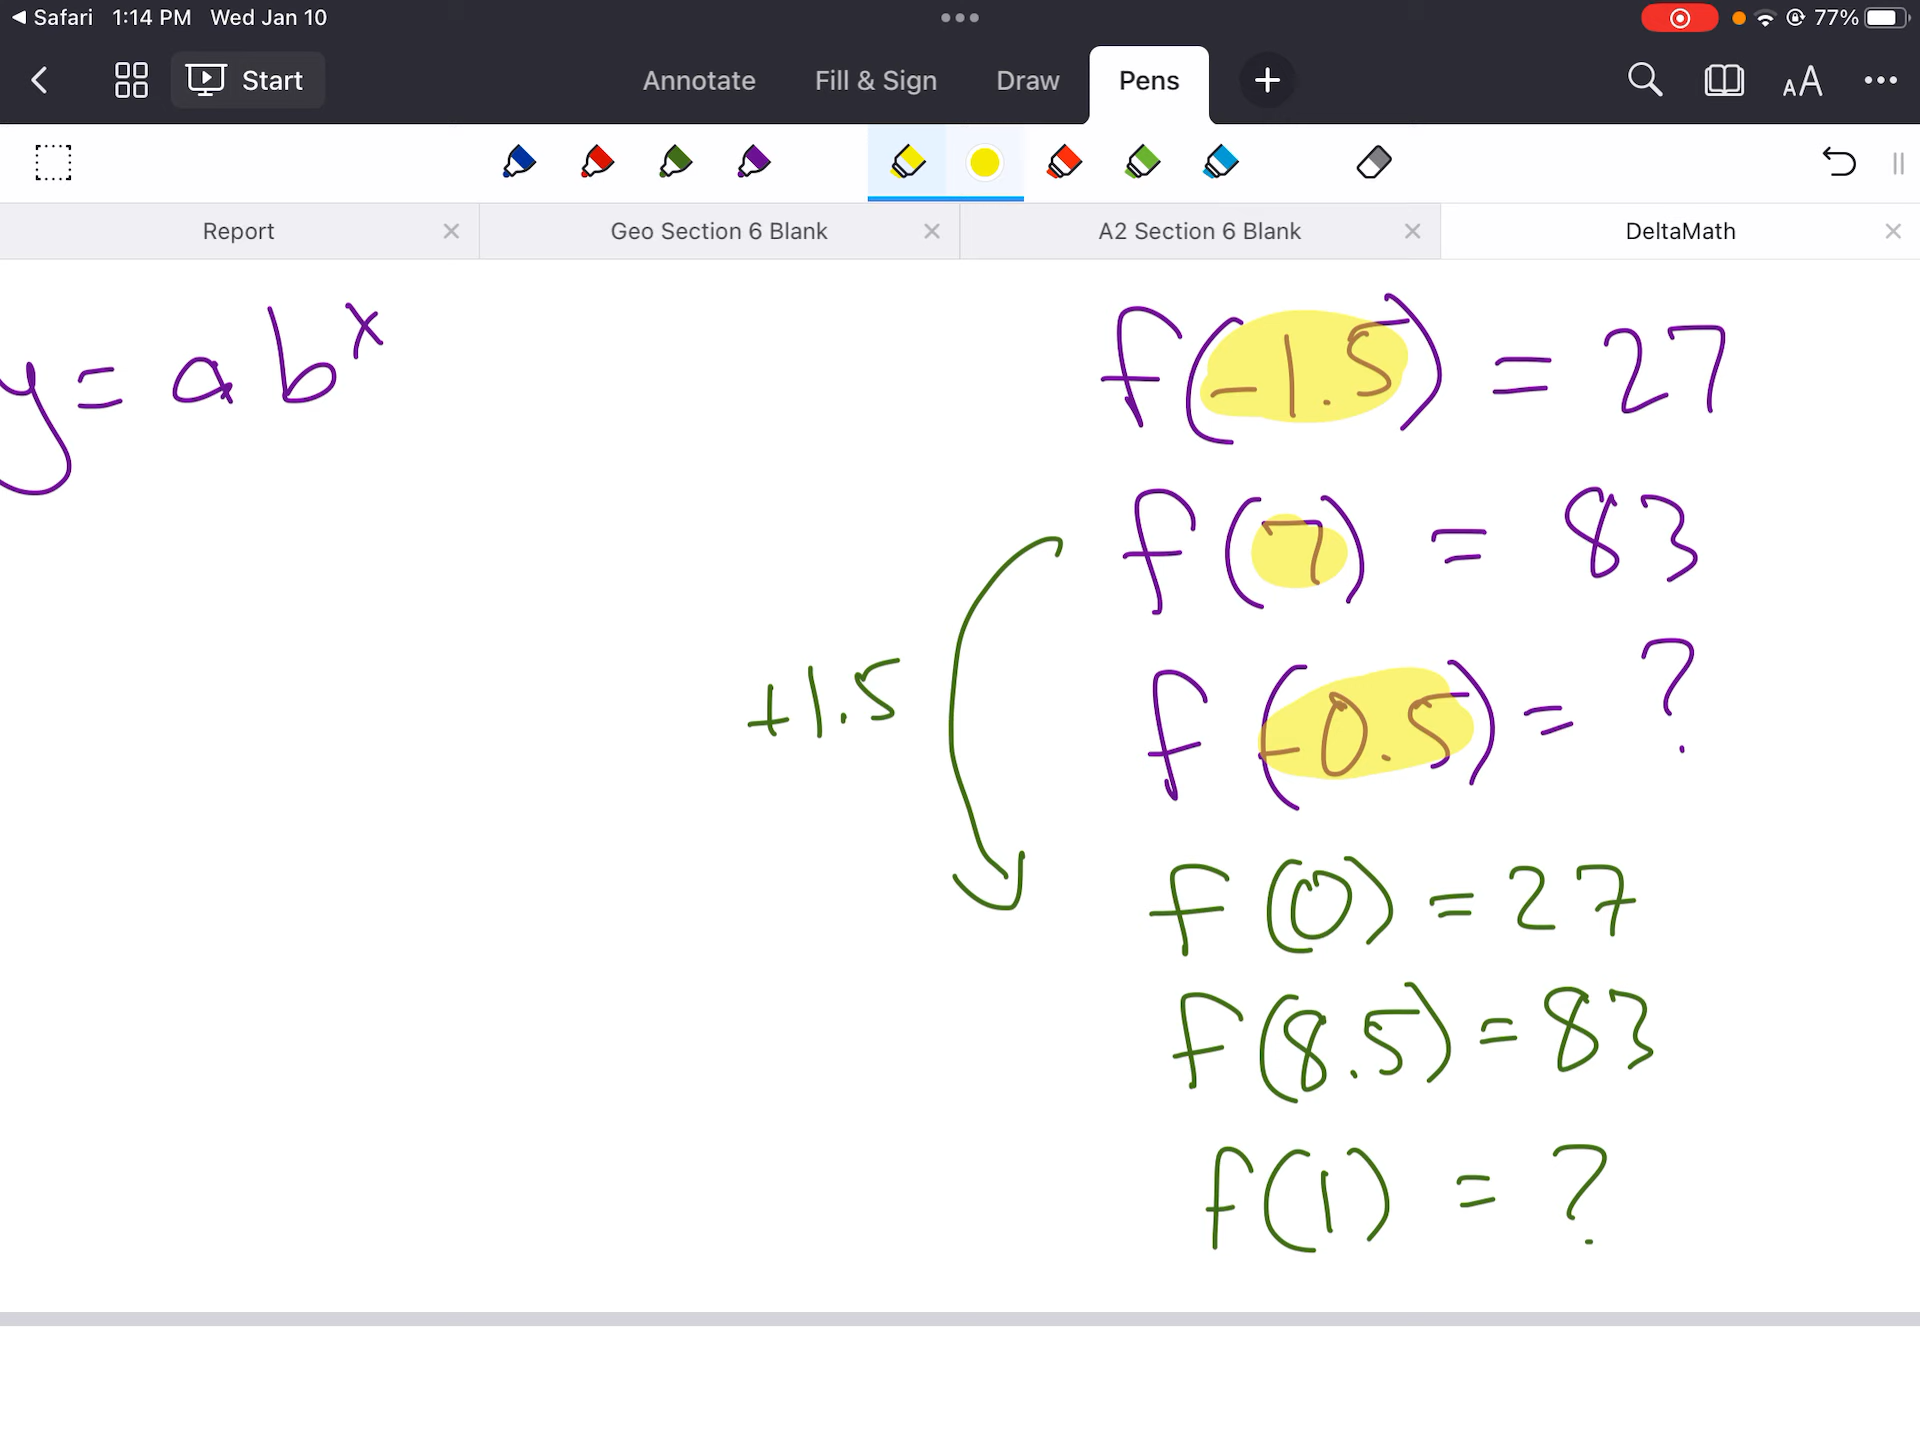 Safari 1:14 PM Wed Jan 10 77%
Start Annotate Fill & Sign Draw Pens + AA
Report Geo Section 6 Blank A2 Section 6 Blank DeltaMath
y = ab^x
f(-1.5) = 27
f(7) = 83
+1.5
f(-0.5) = ?
f(0) = 27
f(8.5) = 83
f(1) = ?